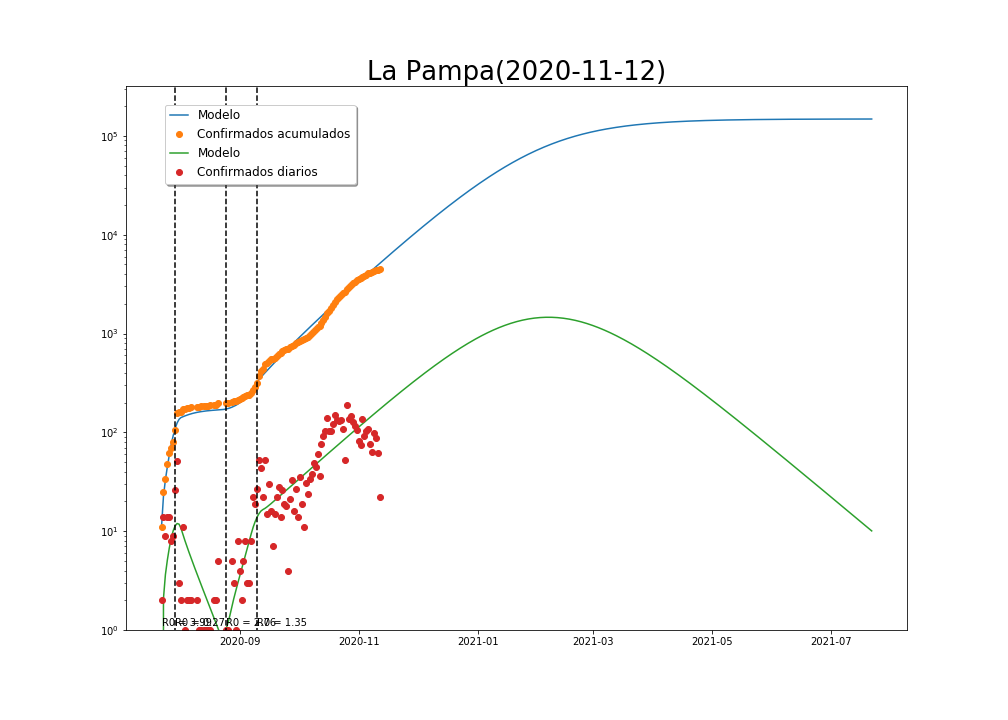 La Pampa(2020-11-12)
Modelo
Confirmados acumulados
Modelo
Confirmados diarios
10⁵
10⁴
10³
10²
10¹
10⁰
R0 = 1.35
2020-09
2020-11
2021-01
2021-03
2021-05
2021-07